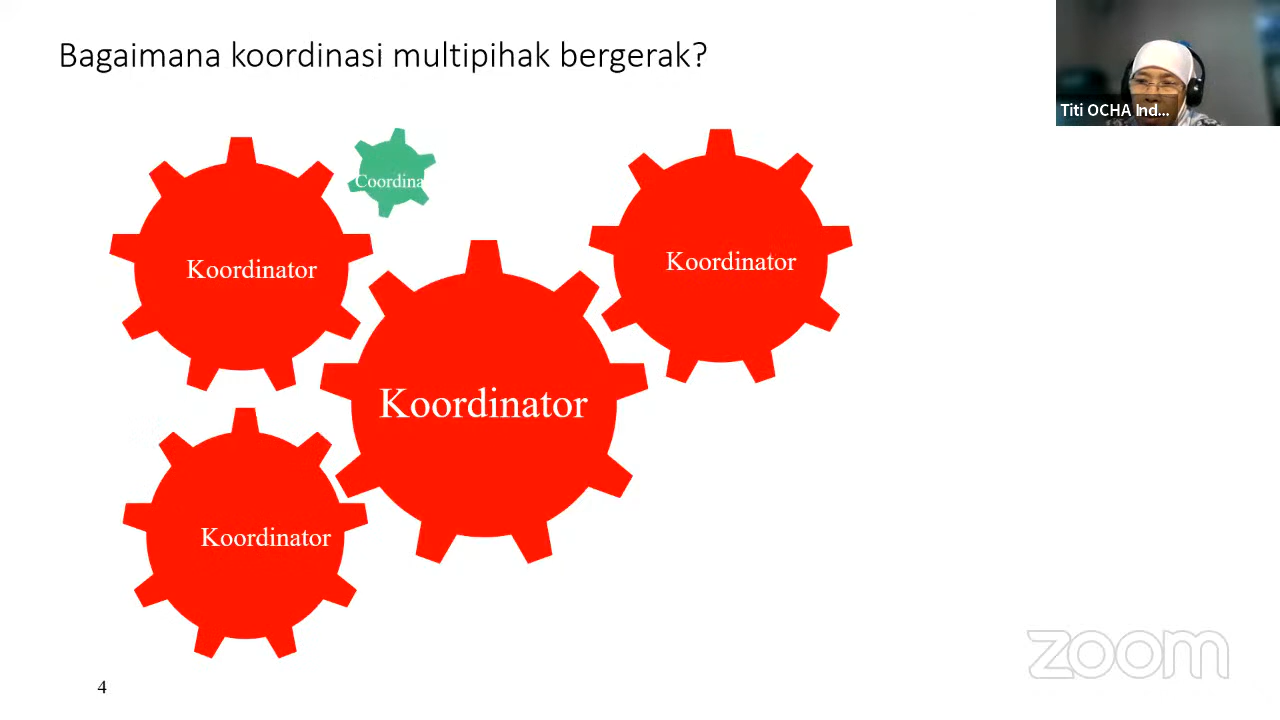 Bagaimana koordinasi multipihak bergerak?
Titi OCHA Ind...
Coordina
Koordinator
Koordinator
Koordinator
Koordinator
zoom
4